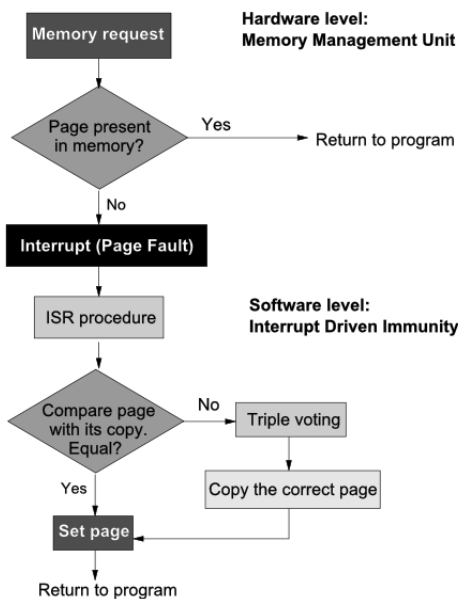 Memory request
Hardware level:
Memory Management Unit
Page present
in memory?
Yes
Return to program
No
Interrupt (Page Fault)
ISR procedure
Software level:
Interrupt Driven Immunity
Compare page
with its copy.
Equal?
No
Triple voting
Copy the correct page
Yes
Set page
Return to program